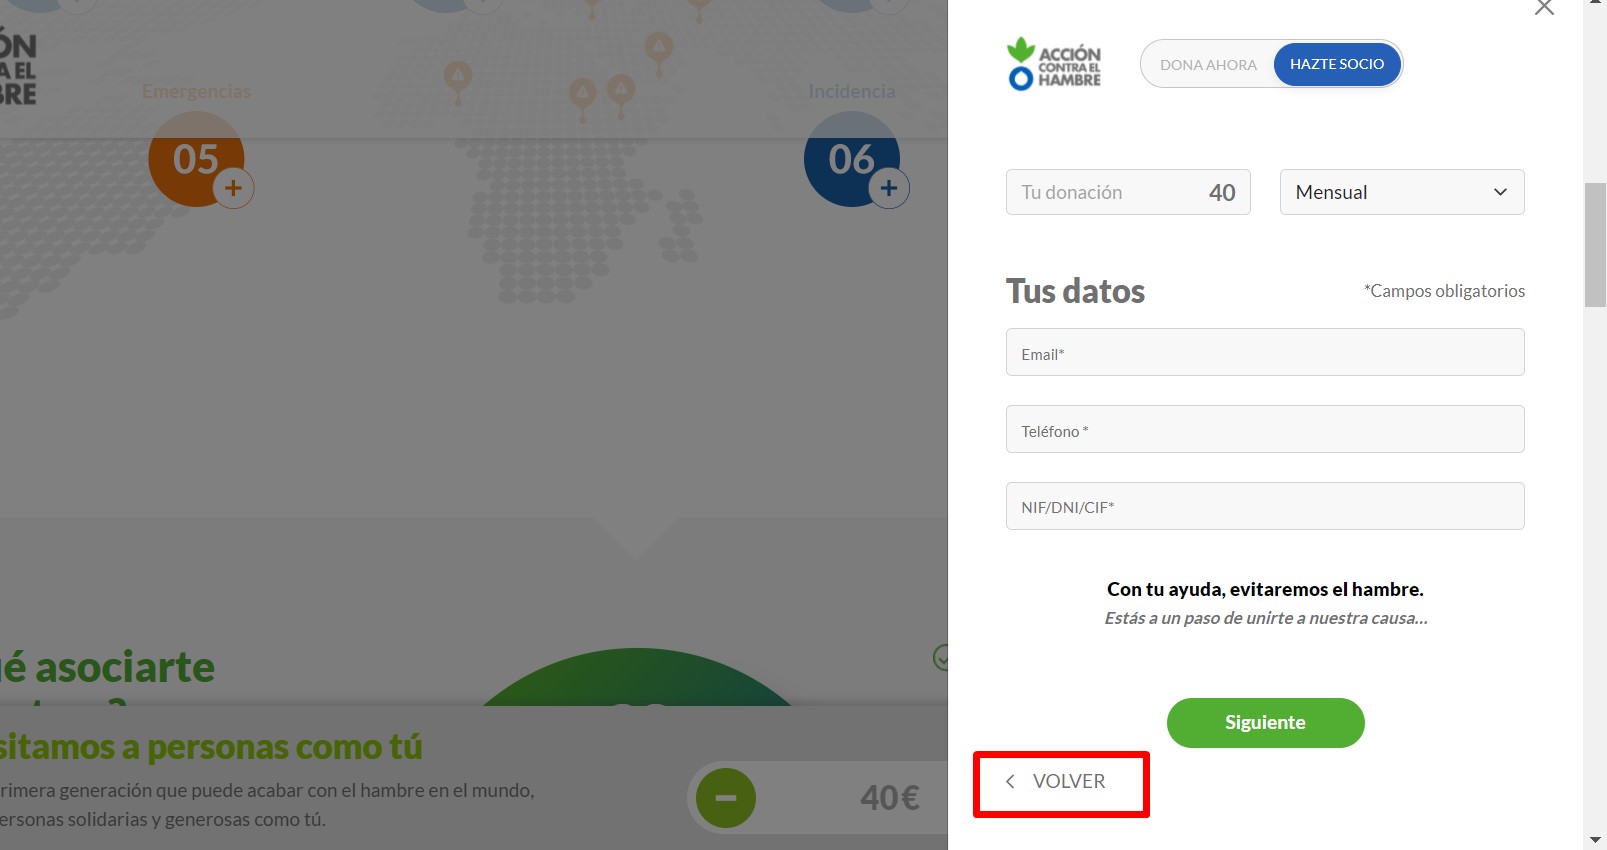 ÓN
A EL
BRE
Emergencias
05
Incidencia
06
é asociarte
sitamos a personas como tú
rimera generación que puede acabar con el hambre en el mundo,
ersonas solidarias y generosas como tú.
40€
ACCIÓN
CONTRA EL
HAMBRE
DONA AHORA
HAZTE SOCIO
Tu donación 40
Mensual
Tus datos
*Campos obligatorios
Email*
Teléfono *
NIF/DNI/CIF*
Con tu ayuda, evitaremos el hambre.
Estás a un paso de unirte a nuestra causa...
Siguiente
VOLVER